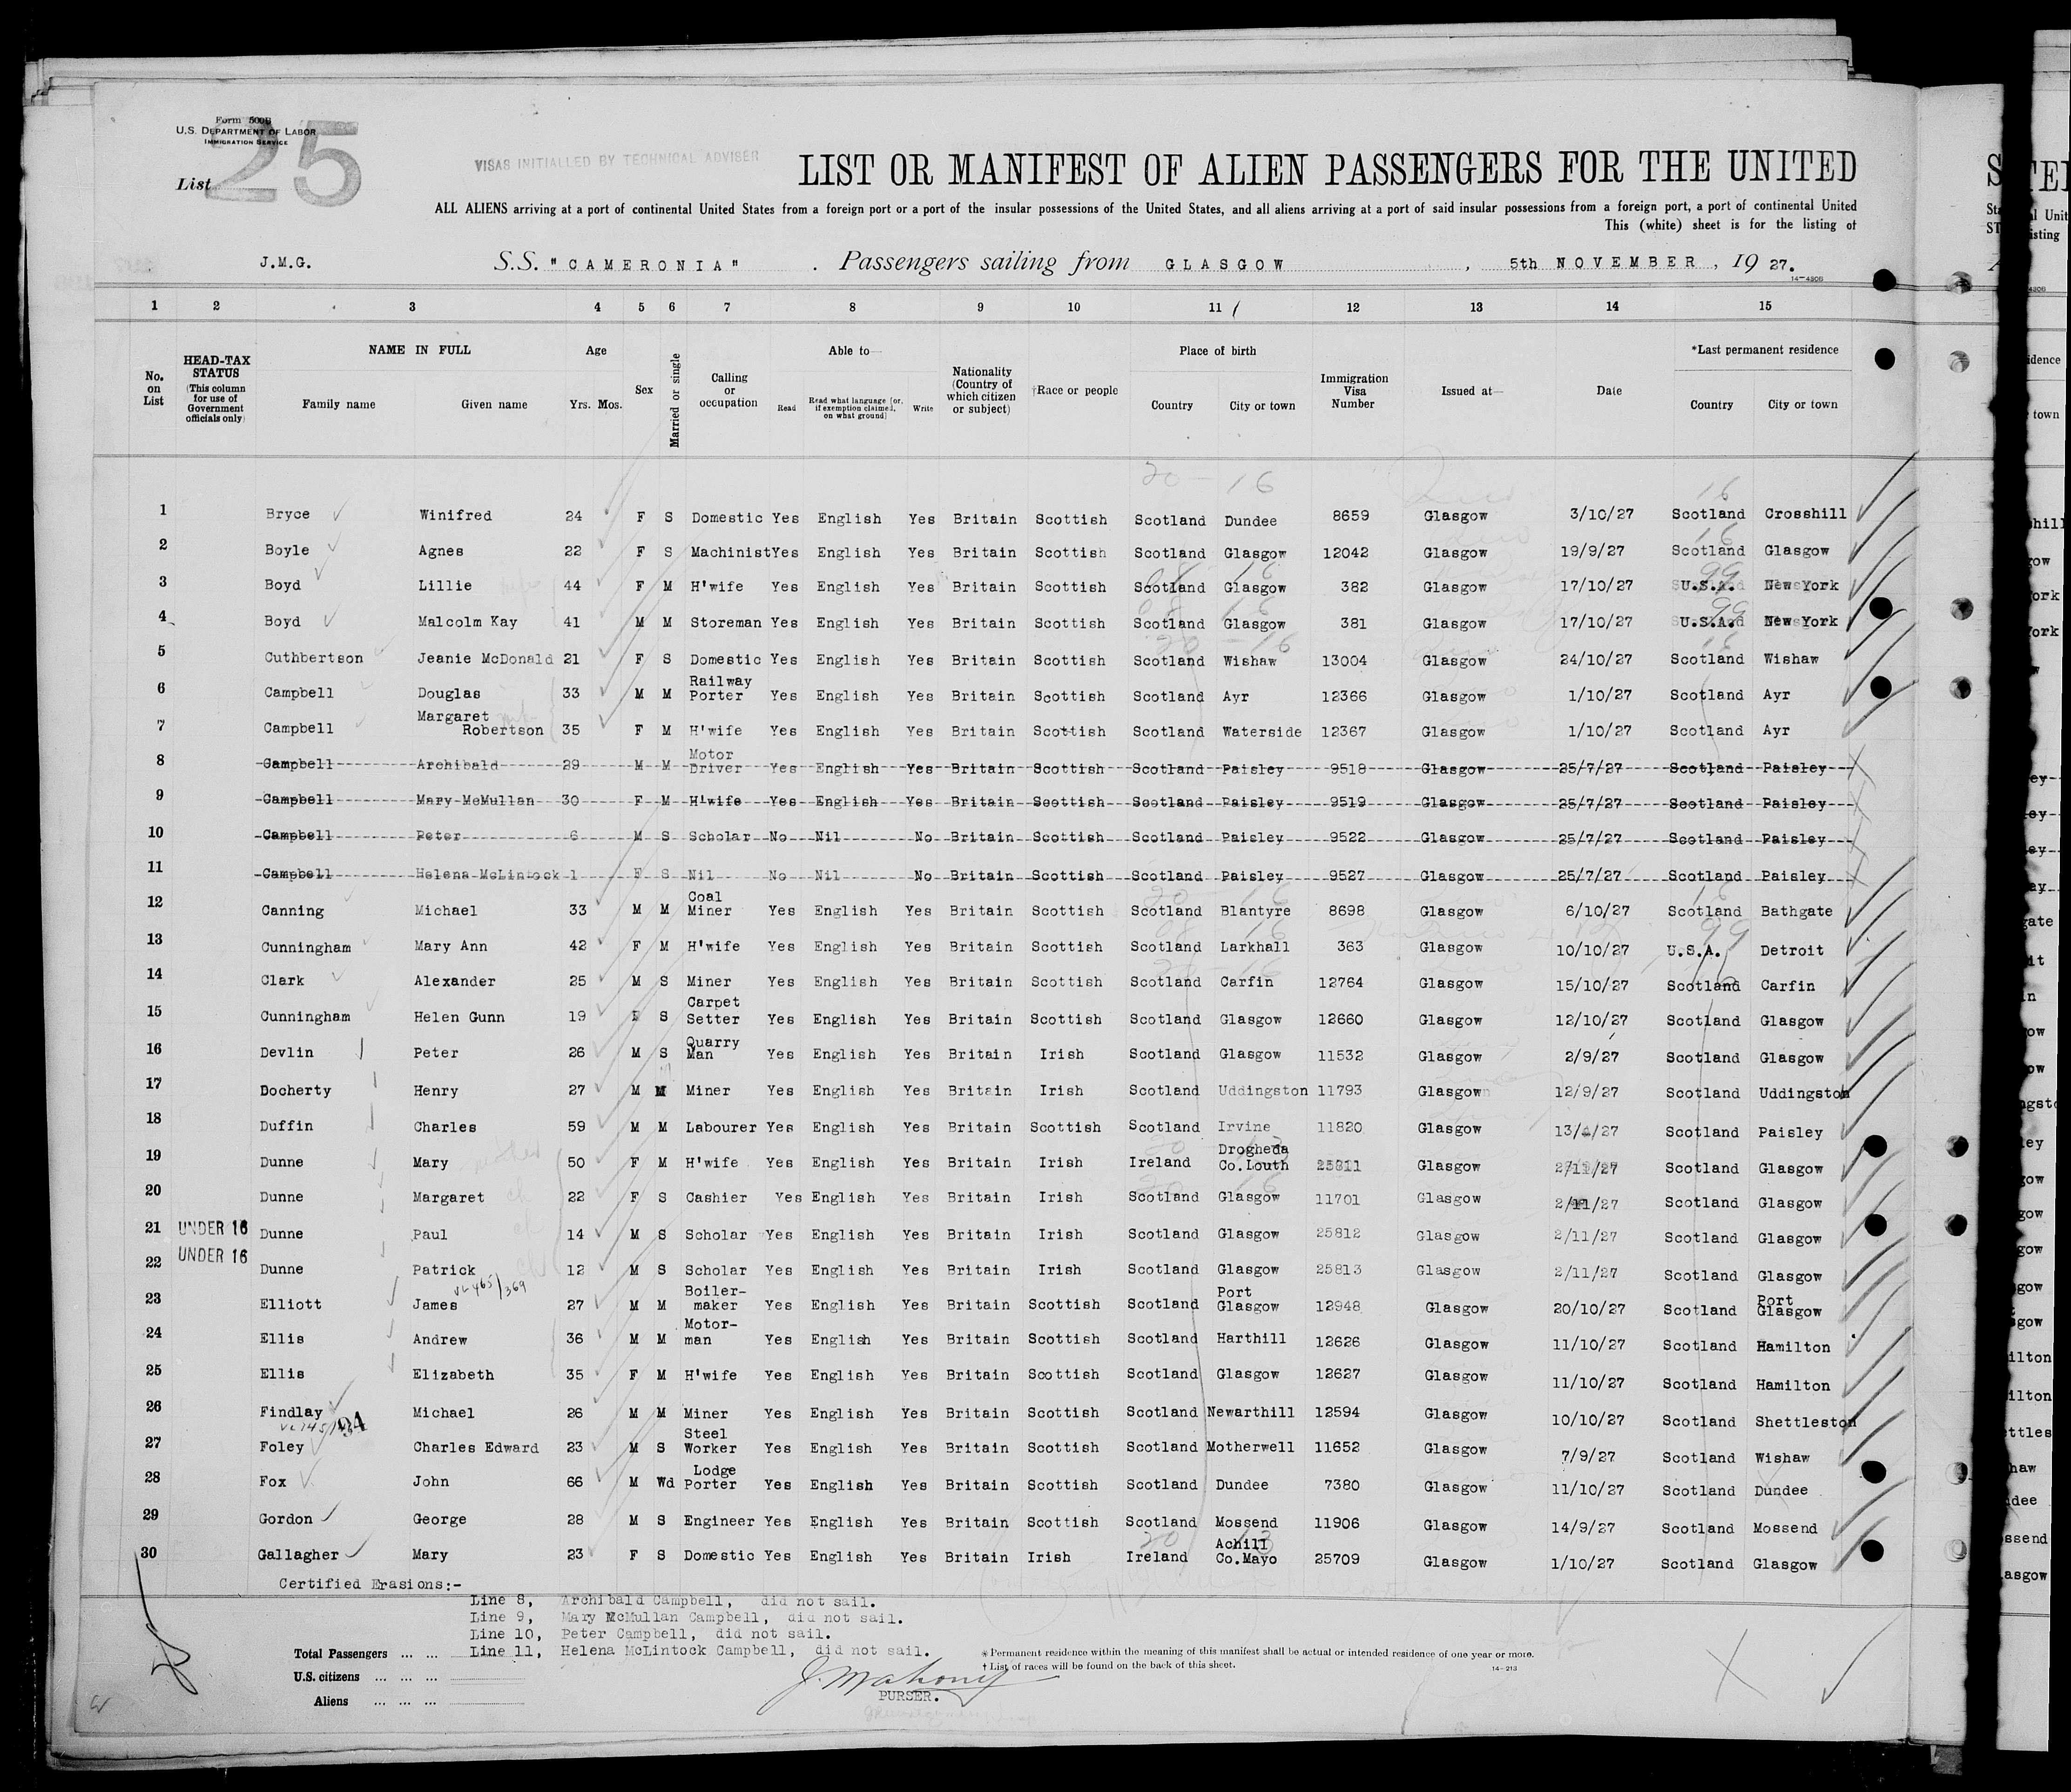 Form 500B
U.S. DEPARTMENT OF LABOR
IMMIGRATION SERVICE
List 25
VISAS INITIALLED BY TECHNICAL ADVISER
LIST OR MANIFEST OF ALIEN PASSENGERS FOR THE UNITED
ALL ALIENS arriving at a port of continental United States from a foreign port or a port of the insular possessions of the United States, and all aliens arriving at a port of said insular possessions from a foreign port, a port of continental United
This (white) sheet is for the listing of
J.M.G. S.S. "CAMERONIA" . Passengers sailing from GLASGOW , 5th NOVEMBER , 19 27.
14-4306
1 2 3 4 5 6 7 8 9 10 11 12 13 14 15
No. on List HEAD-TAX STATUS (This column for use of Government officials only) NAME IN FULL Family name Given name Age Yrs. Mos. Sex Married or single Calling or occupation Able to— Read Read what language [or, if exemption claimed, on what ground] Write Nationality (Country of which citizen or subject) †Race or people Place of birth Country City or town Immigration Visa Number Issued at— Date *Last permanent residence Country City or town
20 - 16 16
1 Bryce Winifred 24 F S Domestic Yes English Yes Britain Scottish Scotland Dundee 8659 Glasgow 3/10/27 Scotland Crosshill
2 Boyle Agnes 22 F S Machinist Yes English Yes Britain Scottish Scotland Glasgow 12042 Glasgow 19/9/27 Scotland Glasgow
3 Boyd Lillie 44 F M H'wife Yes English Yes Britain Scottish Scotland Glasgow 382 Glasgow 17/10/27 U.S.A. New York
4 Boyd Malcolm Kay 41 M M Storeman Yes English Yes Britain Scottish Scotland Glasgow 381 Glasgow 17/10/27 U.S.A. New York
5 Cuthbertson Jeanie McDonald 21 F S Domestic Yes English Yes Britain Scottish Scotland Wishaw 13004 Glasgow 24/10/27 Scotland Wishaw
6 Campbell Douglas 33 M M Railway Porter Yes English Yes Britain Scottish Scotland Ayr 12366 Glasgow 1/10/27 Scotland Ayr
7 Campbell Margaret Robertson 35 F M H'wife Yes English Yes Britain Scottish Scotland Waterside 12367 Glasgow 1/10/27 Scotland Ayr
8 Campbell Archibald 29 M M Motor Driver Yes English Yes Britain Scottish Scotland Paisley 9518 Glasgow 25/7/27 Scotland Paisley
9 Campbell Mary McMullan 30 F M H'wife Yes English Yes Britain Scottish Scotland Paisley 9519 Glasgow 25/7/27 Scotland Paisley
10 Campbell Peter 6 M S Scholar No Nil No Britain Scottish Scotland Paisley 9522 Glasgow 25/7/27 Scotland Paisley
11 Campbell Helena McLintock 1 F S Nil No Nil No Britain Scottish Scotland Paisley 9527 Glasgow 25/7/27 Scotland Paisley
12 Canning Michael 33 M M Coal Miner Yes English Yes Britain Scottish Scotland Blantyre 8698 Glasgow 6/10/27 Scotland Bathgate
13 Cunningham Mary Ann 42 F M H'wife Yes English Yes Britain Scottish Scotland Larkhall 363 Glasgow 10/10/27 U.S.A. Detroit
14 Clark Alexander 25 M S Miner Yes English Yes Britain Scottish Scotland Carfin 12764 Glasgow 15/10/27 Scotland Carfin
15 Cunningham Helen Gunn 19 F S Carpet Setter Yes English Yes Britain Scottish Scotland Glasgow 12660 Glasgow 12/10/27 Scotland Glasgow
16 Devlin Peter 26 M S Quarry Man Yes English Yes Britain Irish Scotland Glasgow 11532 Glasgow 2/9/27 Scotland Glasgow
17 Docherty Henry 27 M M Miner Yes English Yes Britain Irish Scotland Uddingston 11793 Glasgow 12/9/27 Scotland Uddingston
18 Duffin Charles 59 M M Labourer Yes English Yes Britain Scottish Scotland Irvine 11820 Glasgow 13/ /27 Scotland Paisley
19 Dunne Mary 50 F M H'wife Yes English Yes Britain Irish Ireland Drogheda Co.Louth 25811 Glasgow 2/11/27 Scotland Glasgow
20 Dunne Margaret 22 F S Cashier Yes English Yes Britain Irish Scotland Glasgow 11701 Glasgow 2/11/27 Scotland Glasgow
21 UNDER 16 Dunne Paul 14 M S Scholar Yes English Yes Britain Irish Scotland Glasgow 25812 Glasgow 2/11/27 Scotland Glasgow
22 UNDER 16 Dunne Patrick 12 M S Scholar Yes English Yes Britain Irish Scotland Glasgow 25813 Glasgow 2/11/27 Scotland Glasgow
23 Elliott James 27 M M Boiler-maker Yes English Yes Britain Scottish Scotland Port Glasgow 12948 Glasgow 20/10/27 Scotland Port Glasgow
24 Ellis Andrew 36 M M Motor-man Yes English Yes Britain Scottish Scotland Harthill 12626 Glasgow 11/10/27 Scotland Hamilton
25 Ellis Elizabeth 35 F M H'wife Yes English Yes Britain Scottish Scotland Glasgow 12627 Glasgow 11/10/27 Scotland Hamilton
26 Findlay Michael 26 M M Miner Yes English Yes Britain Scottish Scotland Newarthill 12594 Glasgow 10/10/27 Scotland Shettleston
27 Foley Charles Edward 23 M S Steel Worker Yes English Yes Britain Scottish Scotland Motherwell 11652 Glasgow 7/9/27 Scotland Wishaw
28 Fox John 66 M Wd Lodge Porter Yes English Yes Britain Scottish Scotland Dundee 7380 Glasgow 11/10/27 Scotland Dundee
29 Gordon George 28 M S Engineer Yes English Yes Britain Scottish Scotland Mossend 11906 Glasgow 14/9/27 Scotland Mossend
30 Gallagher Mary 23 F S Domestic Yes English Yes Britain Irish Ireland Achill Co.Mayo 25709 Glasgow 1/10/27 Scotland Glasgow
Certified Erasions:-
Line 8, Archibald Campbell, did not sail.
Line 9, Mary McMullan Campbell, did not sail.
Line 10, Peter Campbell, did not sail.
Line 11, Helena McLintock Campbell, did not sail.
Total Passengers ... ...
U.S. citizens ... ... ...
Aliens ... ... ...
J. Mahony
PURSER.
*Permanent residence within the meaning of this manifest shall be actual or intended residence of one year or more.
†List of races will be found on the back of this sheet.
14-213